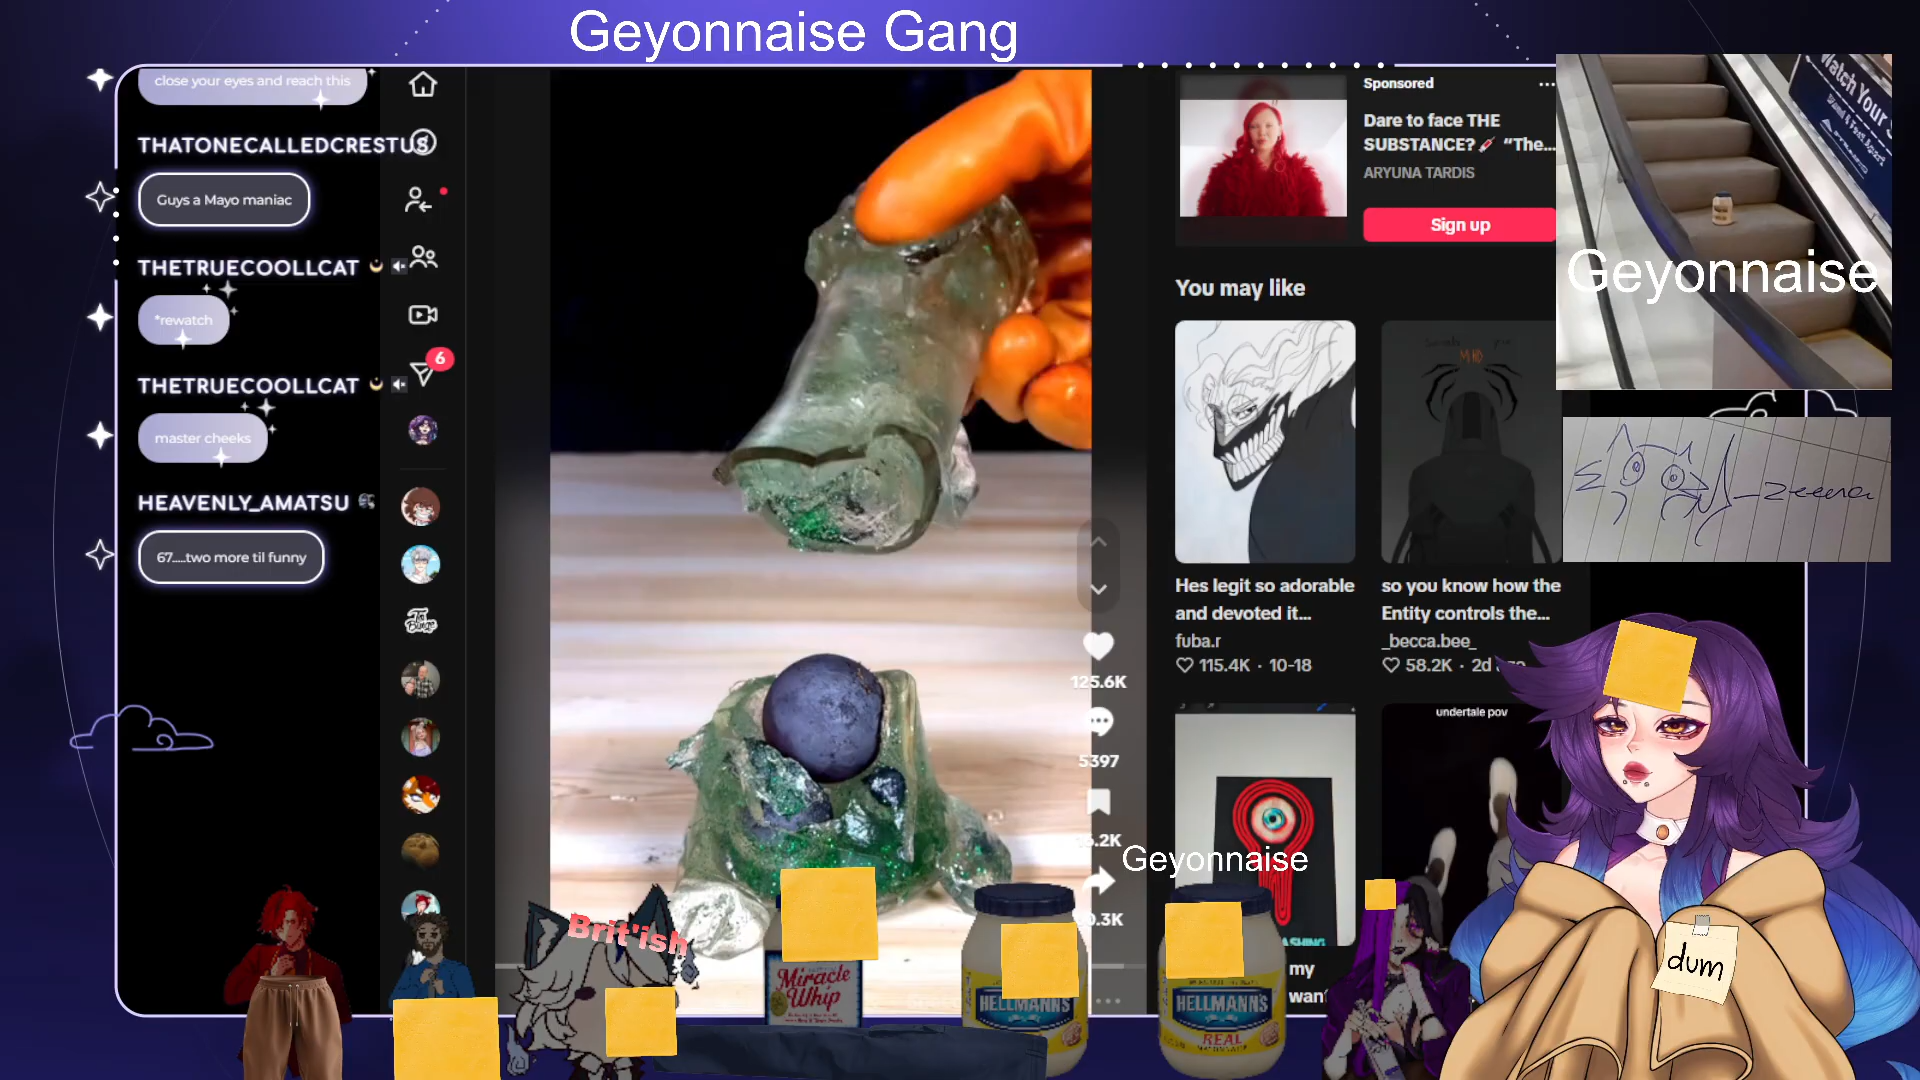 Geyonnaise Gang
close your eyes and reach this
THATONECALLEDCRESTUS
Guys a Mayo maniac
THETRUECOOLLCAT
*rewatch
THETRUECOOLLCAT
master cheeks
HEAVENLY_AMATSU
67.....two more til funny
6
125.6K
5397
Sponsored
Dare to face THE
SUBSTANCE? “The...
ARYUNA TARDIS
Sign up
You may like
Hes legit so adorable
and devoted it...
fuba.r
115.4K · 10-18
so you know how the
Entity controls the...
_becca.bee_
58.2K · 2d
undertale pov
my
Watch Your
Geyonnaise
zeena
Geyonnaise
Brit'ish
Miracle
Whip
HELLMANN'S
HELLMANN'S
REAL
dum